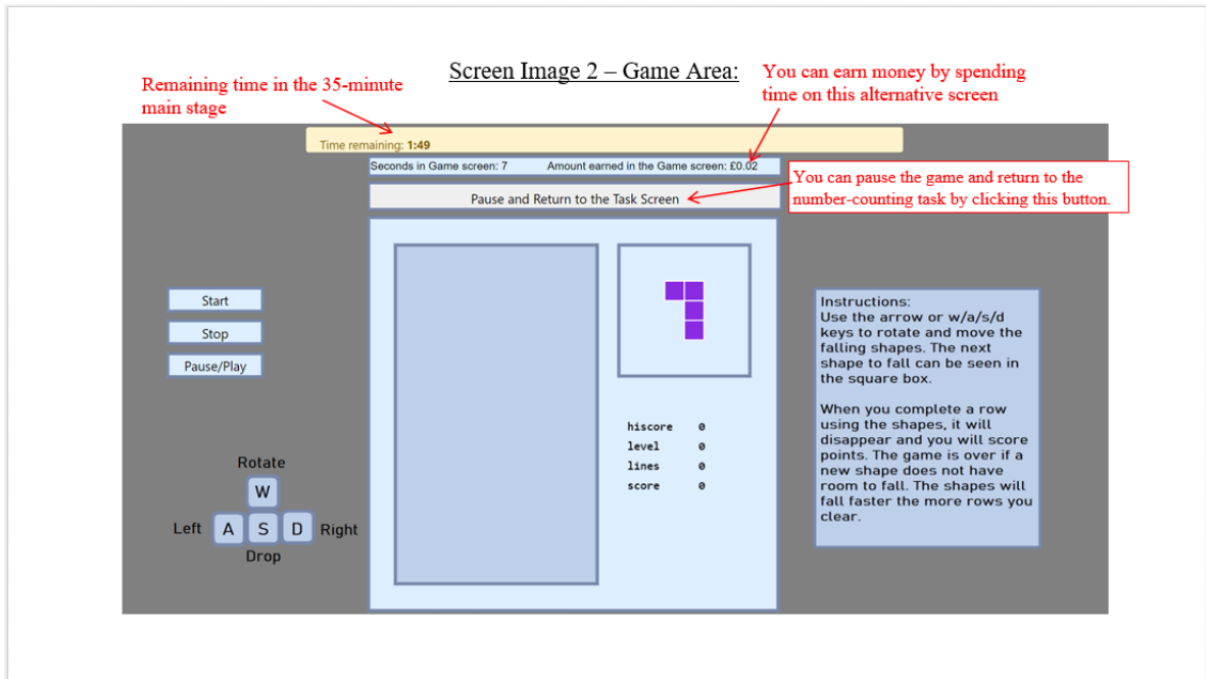 Screen Image 2 – Game Area:
Remaining time in the 35-minute
main stage
You can earn money by spending
time on this alternative screen
Time remaining: 1:49
Seconds in Game screen: 7 Amount earned in the Game screen: £0.02
Pause and Return to the Task Screen
You can pause the game and return to the
number-counting task by clicking this button.
Start
Stop
Pause/Play
Rotate
W
Left A S D Right
Drop
hiscore 0
level 0
lines 0
score 0
Instructions:
Use the arrow or w/a/s/d
keys to rotate and move the
falling shapes. The next
shape to fall can be seen in
the square box.
When you complete a row
using the shapes, it will
disappear and you will score
points. The game is over if a
new shape does not have
room to fall. The shapes will
fall faster the more rows you
clear.